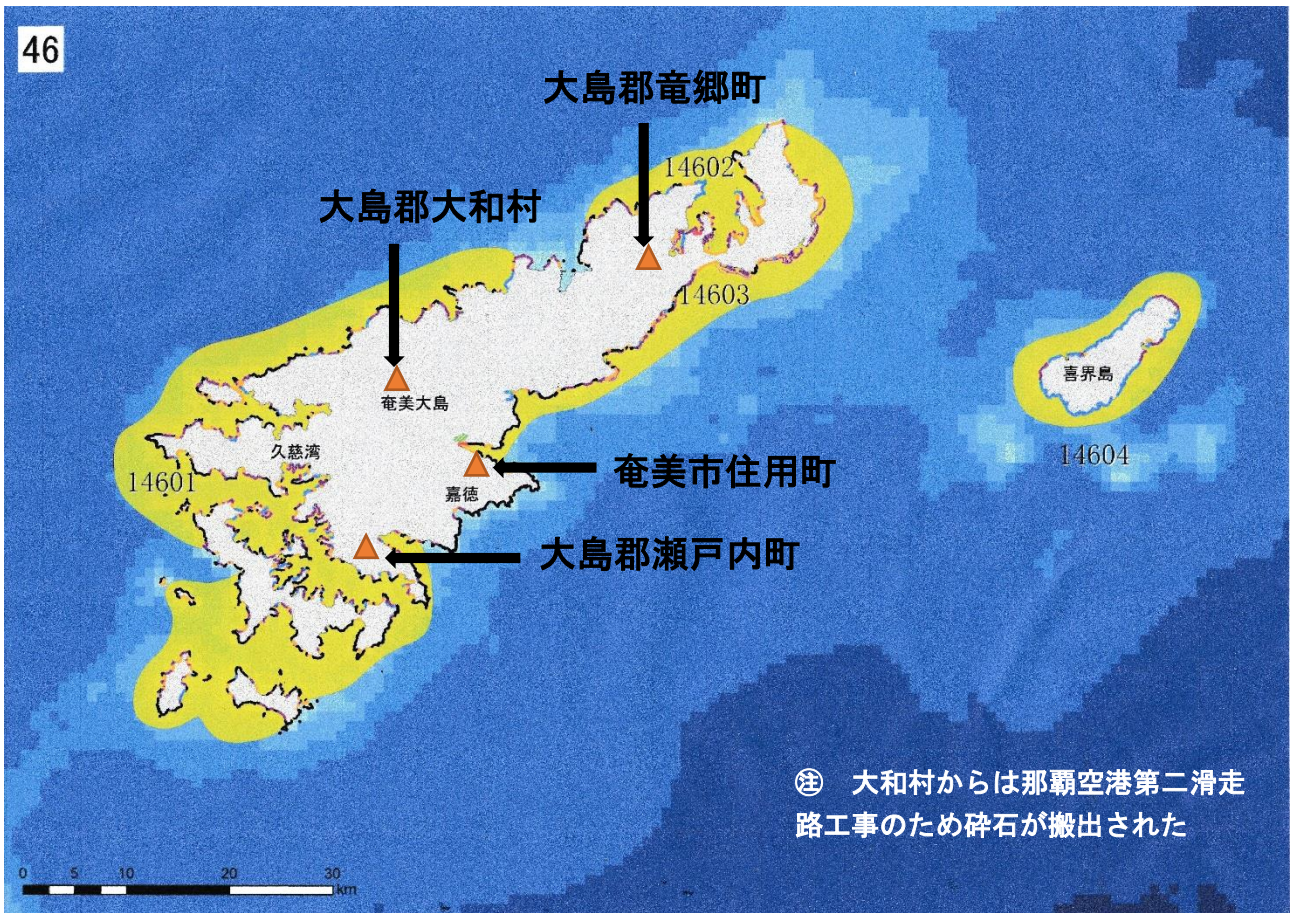 46
大島郡竜郷町
14602
大島郡大和村
14603
喜界島
奄美大島
久慈湾
14604
奄美市住用町
14601
嘉徳
大島郡瀬戸内町
㊟ 大和村からは那覇空港第二滑走
路工事のため砕石が搬出された
0 5 10 20 30
km